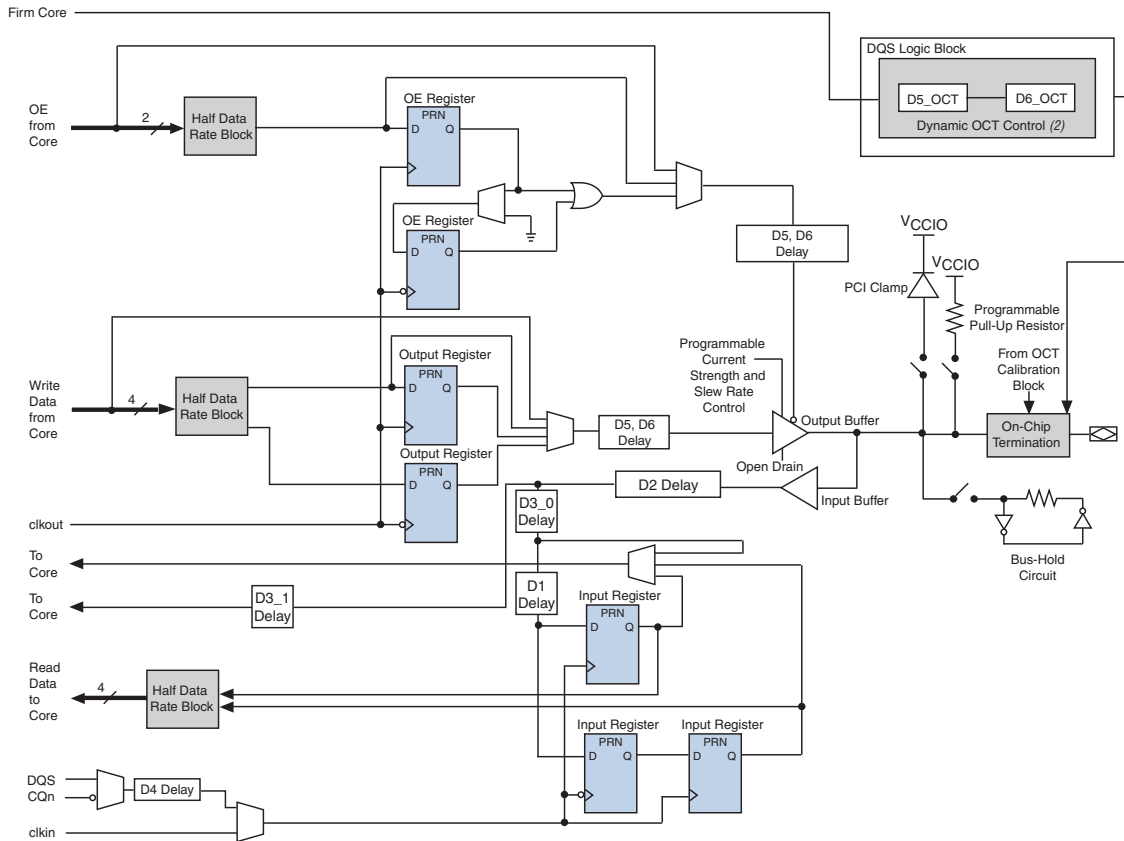 Firm Core
DQS Logic Block
D5_OCT
D6_OCT
Dynamic OCT Control (2)
OE
from
Core
2
Half Data
Rate Block
OE Register
PRN
D
Q
OE Register
PRN
D
Q
D5, D6
Delay
VCCIO
VCCIO
PCI Clamp
Programmable
Pull-Up Resistor
From OCT
Calibration
Block
On-Chip
Termination
Write
Data
from
Core
4
Half Data
Rate Block
Output Register
PRN
D
Q
Output Register
PRN
D
Q
D5, D6
Delay
Programmable
Current
Strength and
Slew Rate
Control
Output Buffer
Open Drain
Input Buffer
D2 Delay
D3_0
Delay
Bus-Hold
Circuit
clkout
To
Core
D1
Delay
To
Core
D3_1
Delay
Input Register
PRN
D
Q
Read
Data
to
Core
4
Half Data
Rate Block
Input Register
PRN
D
Q
Input Register
PRN
D
Q
DQS
CQn
D4 Delay
clkin